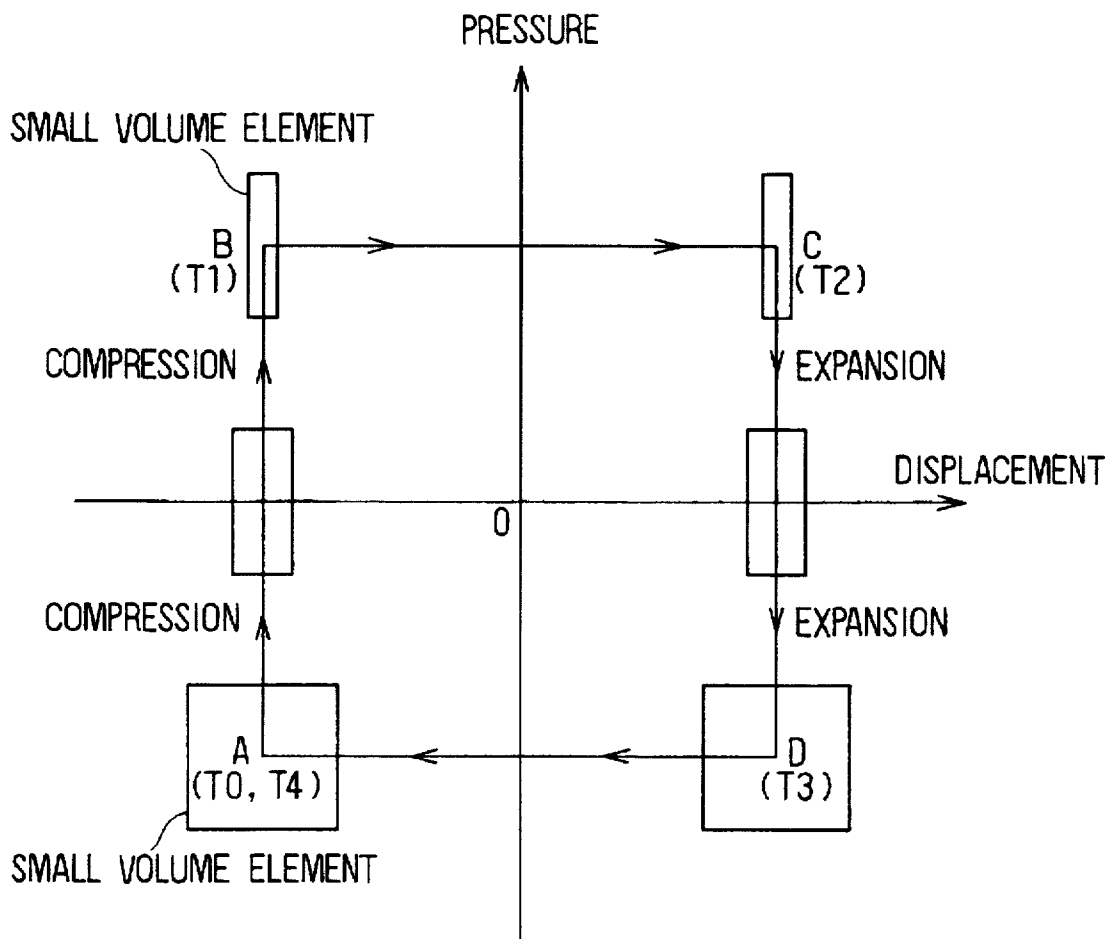 PRESSURE
SMALL VOLUME ELEMENT
B
(T1)
C
(T2)
COMPRESSION
EXPANSION
DISPLACEMENT
0
COMPRESSION
EXPANSION
A
(T0, T4)
D
(T3)
SMALL VOLUME ELEMENT